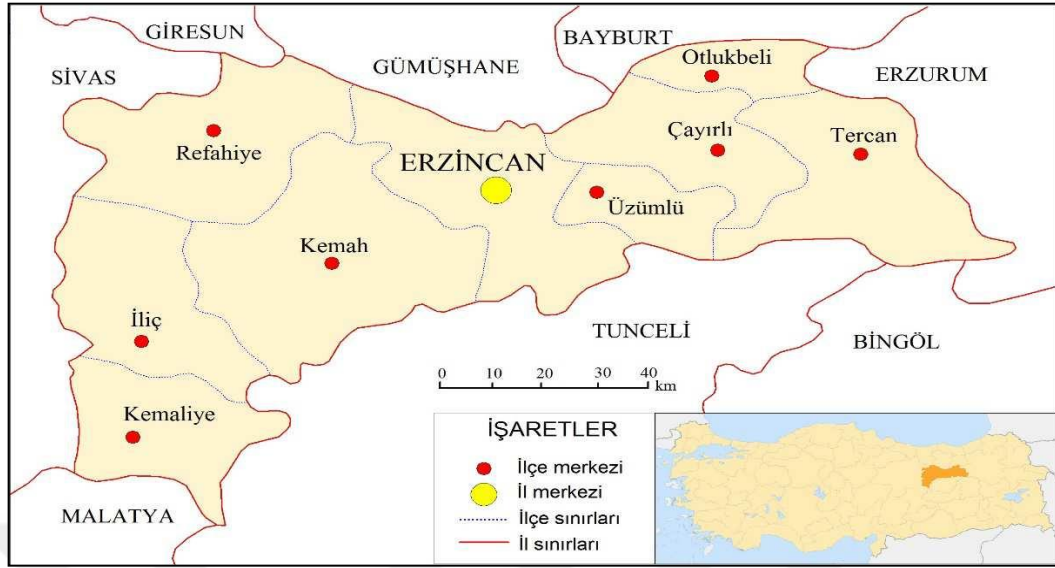 GİRESUN
BAYBURT
SİVAS
GÜMÜŞHANE
Otlukbeli
ERZURUM
Refahiye
ERZİNCAN
Çayırlı
Tercan
Üzümlü
Kemah
İliç
TUNCELİ
BİNGÖL
0 10 20 30 40
km
Kemaliye
MALATYA
İŞARETLER
İlçe merkezi
İl merkezi
İlçe sınırları
İl sınırları